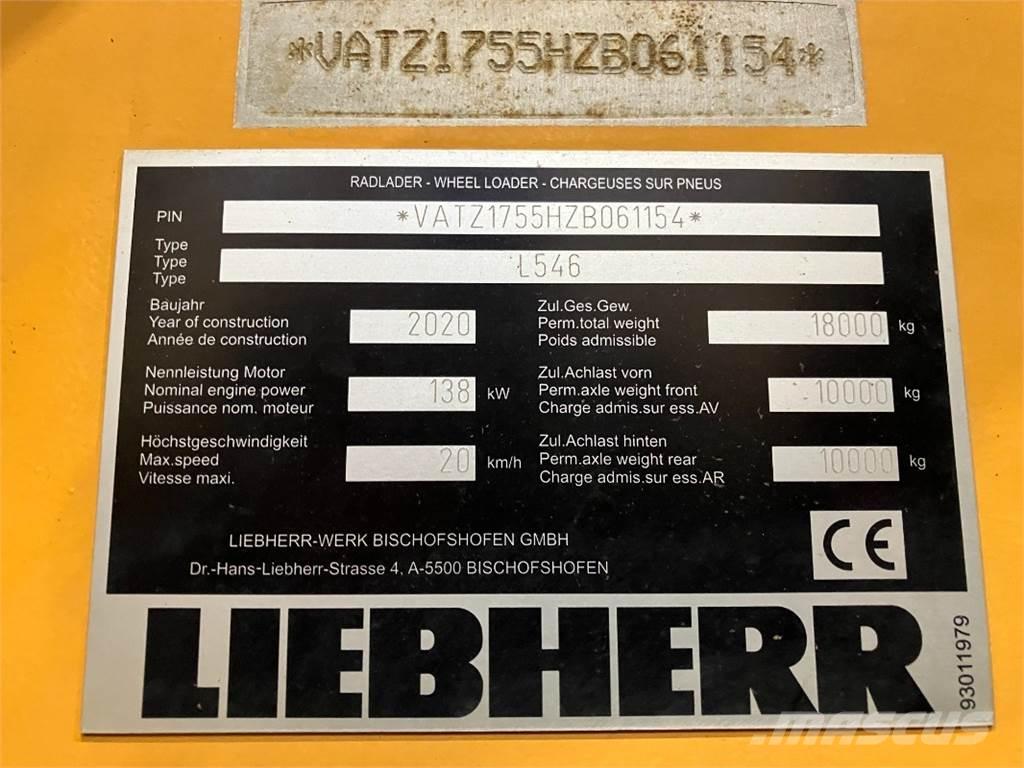 *VATZ1755HZB061154*
RADLADER - WHEEL LOADER - CHARGEUSES SUR PNEUS
PIN *VATZ1755HZB061154*
Type
Type L546
Type
Baujahr
Year of construction 2020
Année de construction
Zul.Ges.Gew.
Perm.total weight 18000 kg
Poids admissible
Nennleistung Motor
Nominal engine power 138 kW
Puissance nom. moteur
Zul.Achlast vorn
Perm.axle weight front 10000 kg
Charge admis.sur ess.AV
Höchstgeschwindigkeit
Max.speed 20 km/h
Vitesse maxi.
Zul.Achlast hinten
Perm.axle weight rear 10000 kg
Charge admis.sur ess.AR
LIEBHERR-WERK BISCHOFSHOFEN GMBH
Dr.-Hans-Liebherr-Strasse 4, A-5500 BISCHOFSHOFEN
CE
LIEBHERR
93011979
mascus